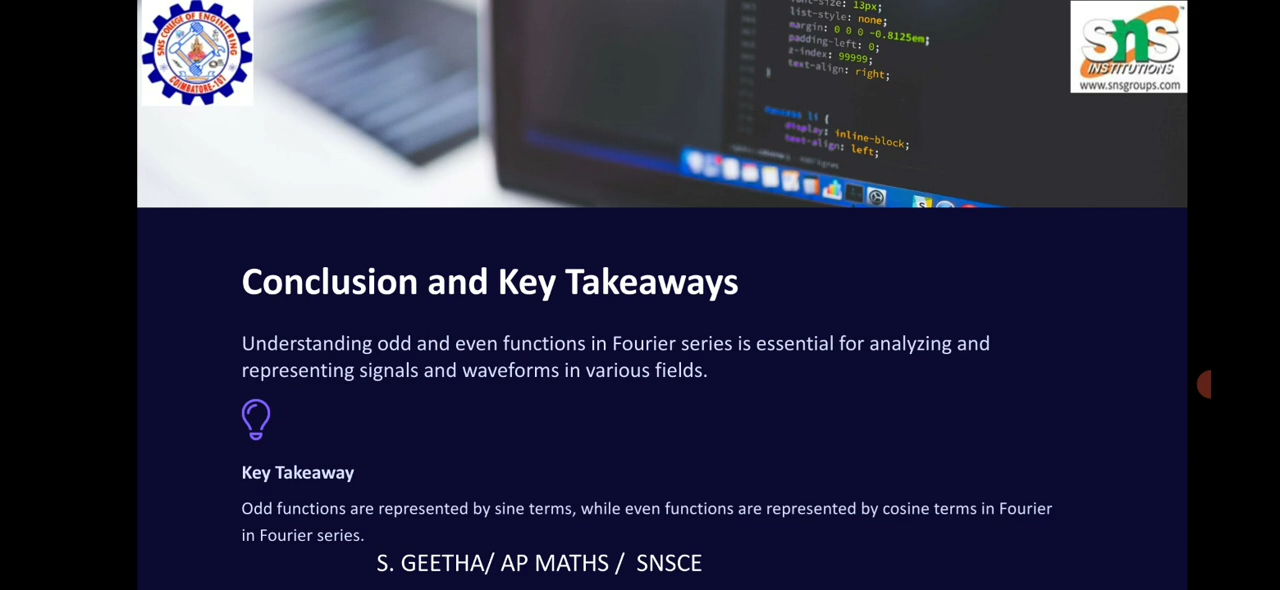 SNS COLLEGE OF ENGINEERING
COIMBATORE-107
font-size: 13px;
list-style: none;
margin: 0 0 0 -0.8125em;
padding-left: 0;
z-index: 99999;
text-align: right;
}
display: inline-block;
text-align: left;
sns
INSTITUTIONS
www.snsgroups.com
Conclusion and Key Takeaways
Understanding odd and even functions in Fourier series is essential for analyzing and
representing signals and waveforms in various fields.
Key Takeaway
Odd functions are represented by sine terms, while even functions are represented by cosine terms in Fourier
in Fourier series.
S. GEETHA/ AP MATHS / SNSCE